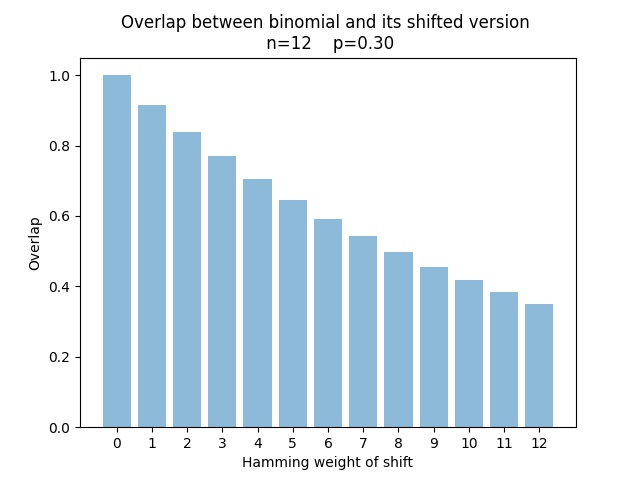 Overlap between binomial and its shifted version
n=12 p=0.30
1.0
0.8
0.6
0.4
0.2
0.0
Overlap
0 1 2 3 4 5 6 7 8 9 10 11 12
Hamming weight of shift